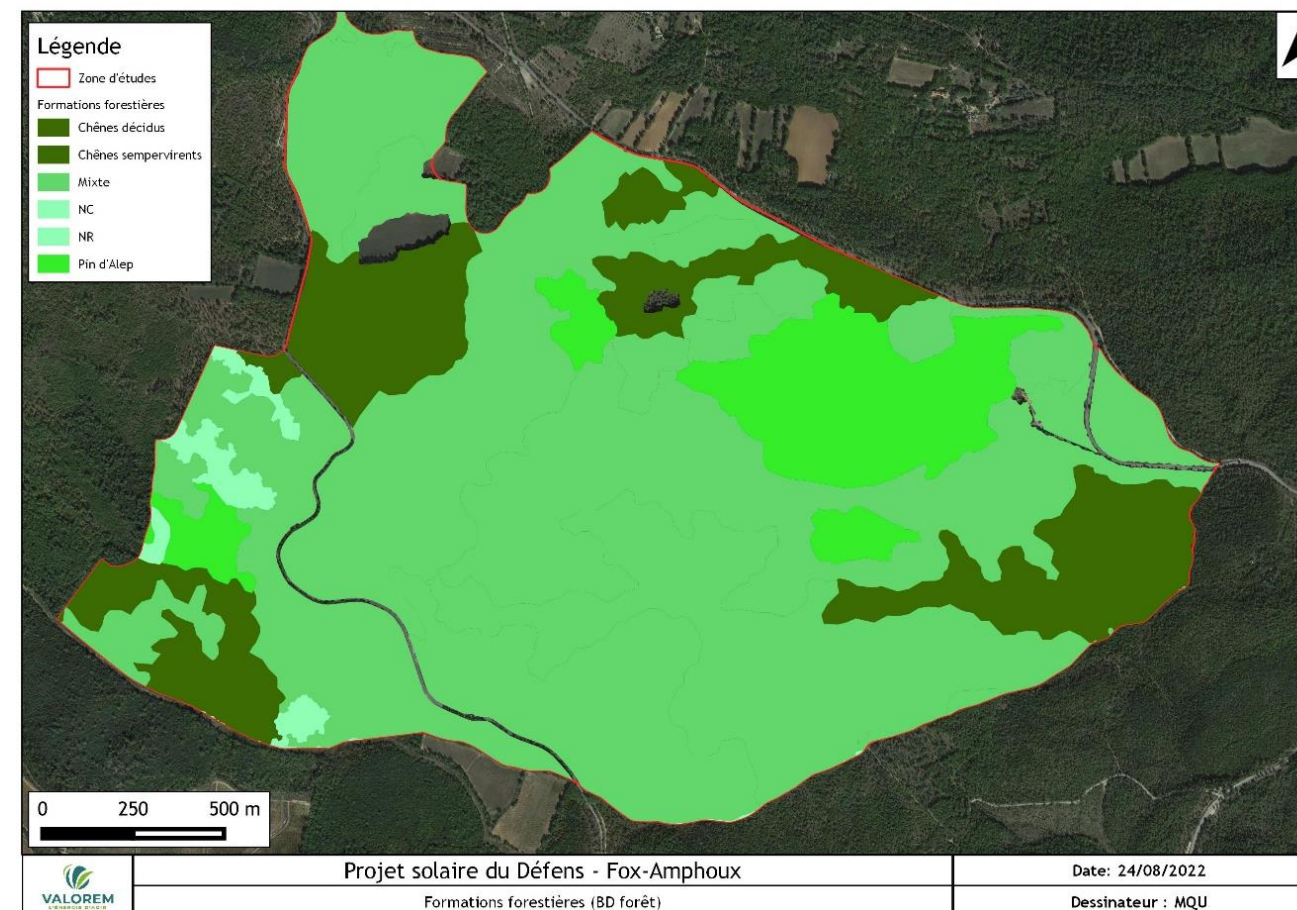 Légende
Zone d'études
Formations forestières
Chênes décidus
Chênes sempervirents
Mixte
NC
NR
Pin d'Alep
0 250 500 m
VALOREM
Projet solaire du Défens - Fox-Amphoux
Formations forestières (BD forêt)
Date: 24/08/2022
Dessinateur : MQU